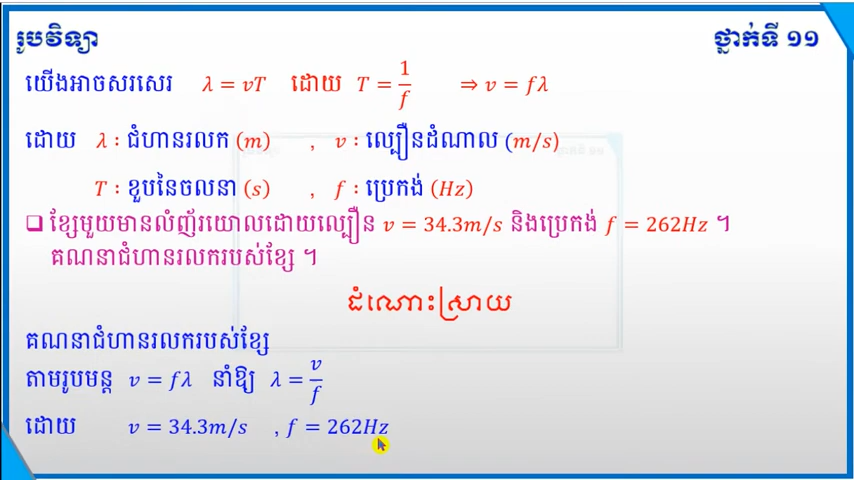 រូបវិទ្យា
ថ្នាក់ទី ១១
យើងអាចសរសេរ λ = vT ដោយ T = 1/f ⇒ v = fλ
ដោយ λ : ជំហានរលក (m) , v : ល្បឿនដំណាល (m/s)
T : ខួបនៃចលនា (s) , f : ប្រេកង់ (Hz)
❑ ខ្សែមួយមានលំញ័រយោលដោយល្បឿន v = 34.3m/s និងប្រេកង់ f = 262Hz ។
គណនាជំហានរលករបស់ខ្សែ ។
ដំណោះស្រាយ
គណនាជំហានរលករបស់ខ្សែ
តាមរូបមន្ត v = fλ នាំឱ្យ λ = v/f
ដោយ v = 34.3m/s , f = 262Hz